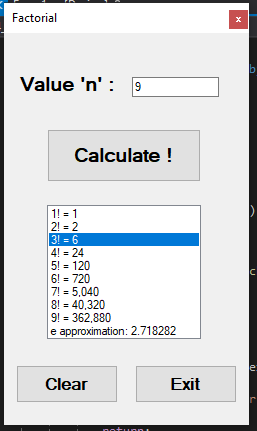 Factorial
x
Value 'n' :
9
Calculate !
1! = 1
2! = 2
3! = 6
4! = 24
5! = 120
6! = 720
7! = 5,040
8! = 40,320
9! = 362,880
e approximation: 2.718282
Clear
Exit
return;